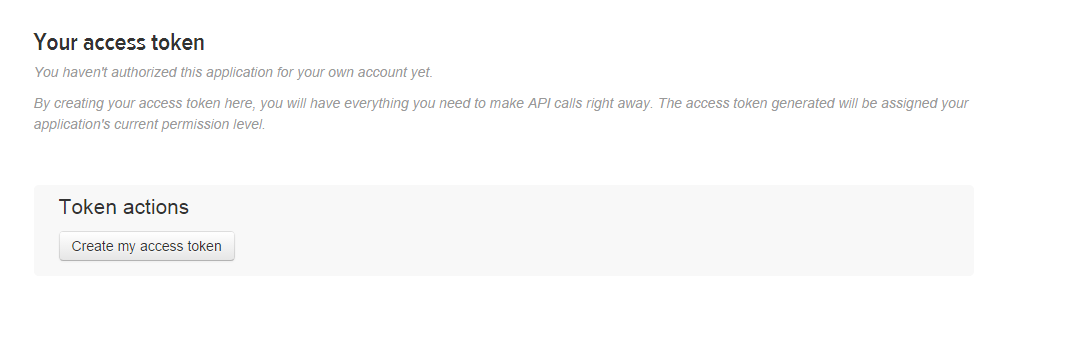 Your access token
You haven't authorized this application for your own account yet.
By creating your access token here, you will have everything you need to make API calls right away. The access token generated will be assigned your
application's current permission level.
Token actions
Create my access token